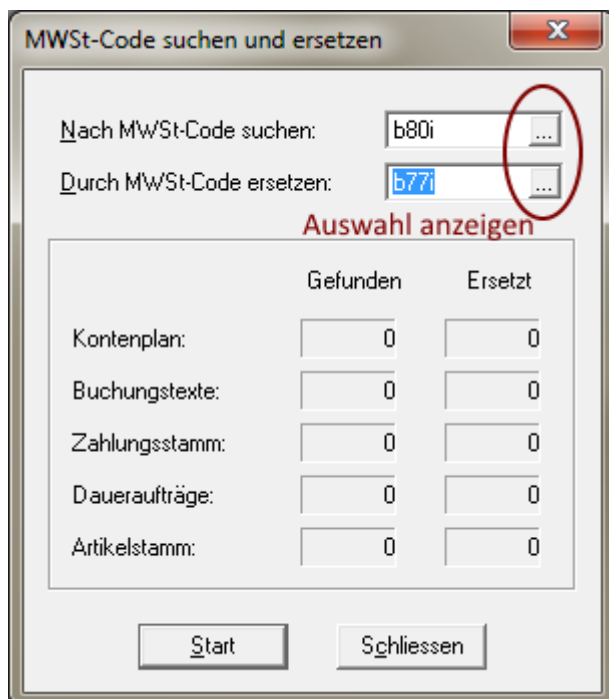 MWSt-Code suchen und ersetzen
Nach MWSt-Code suchen: b80i ...
Durch MWSt-Code ersetzen: b77i ...
Auswahl anzeigen
Gefunden Ersetzt
Kontenplan: 0 0
Buchungstexte: 0 0
Zahlungsstamm: 0 0
Daueraufträge: 0 0
Artikelstamm: 0 0
Start Schliessen